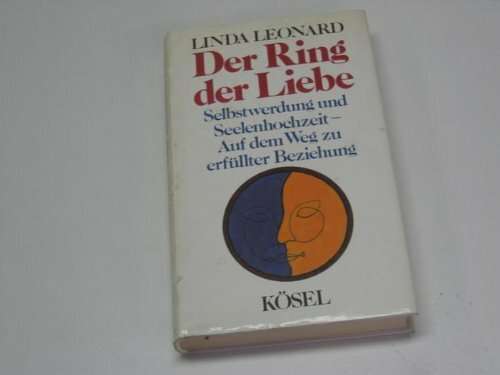 LINDA LEONARD
Der Ring
der Liebe
Selbstwerdung und
Seelenhochzeit –
Auf dem Weg zu
erfüllter Beziehung
KÖSEL